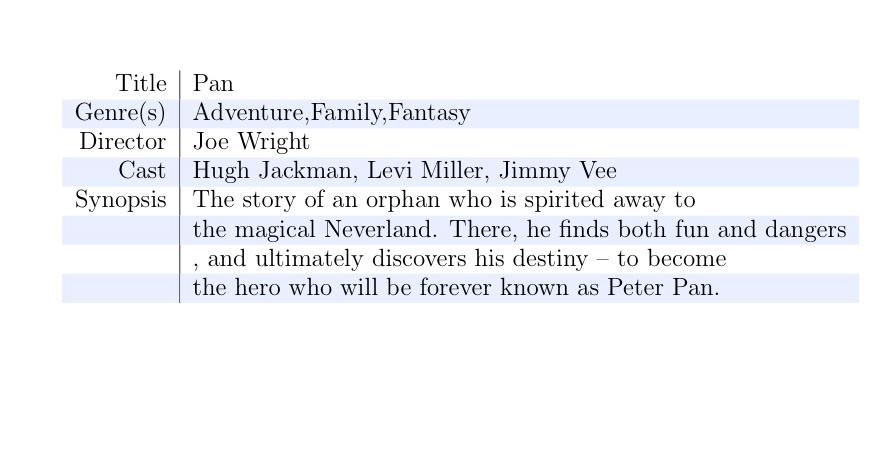 Title Pan
Genre(s) Adventure,Family,Fantasy
Director Joe Wright
Cast Hugh Jackman, Levi Miller, Jimmy Vee
Synopsis The story of an orphan who is spirited away to
the magical Neverland. There, he finds both fun and dangers
, and ultimately discovers his destiny – to become
the hero who will be forever known as Peter Pan.